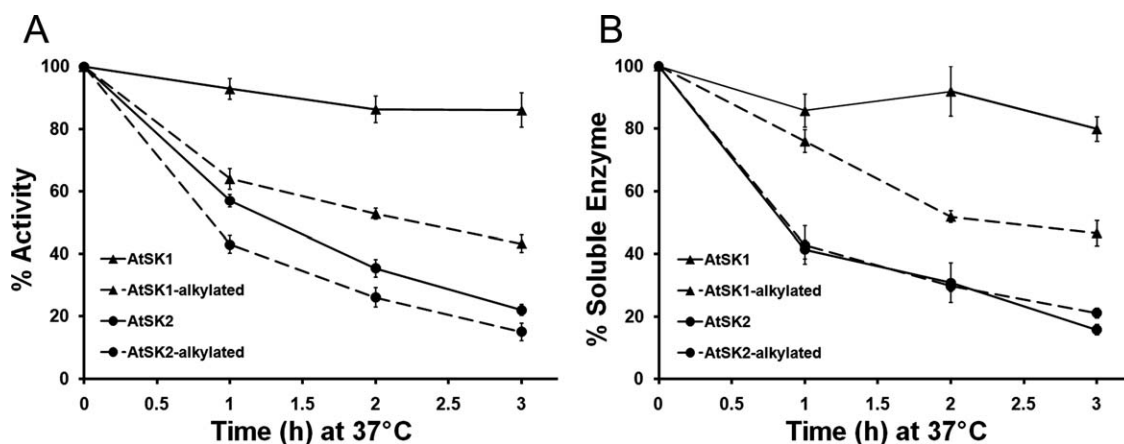 A
% Activity
100
80
60
40
20
0
AtSK1
AtSK1-alkylated
AtSK2
AtSK2-alkylated
0 0.5 1 1.5 2 2.5 3
Time (h) at 37°C
B
% Soluble Enzyme
100
80
60
40
20
0
AtSK1
AtSK1-alkylated
AtSK2
AtSK2-alkylated
0 0.5 1 1.5 2 2.5 3
Time (h) at 37°C